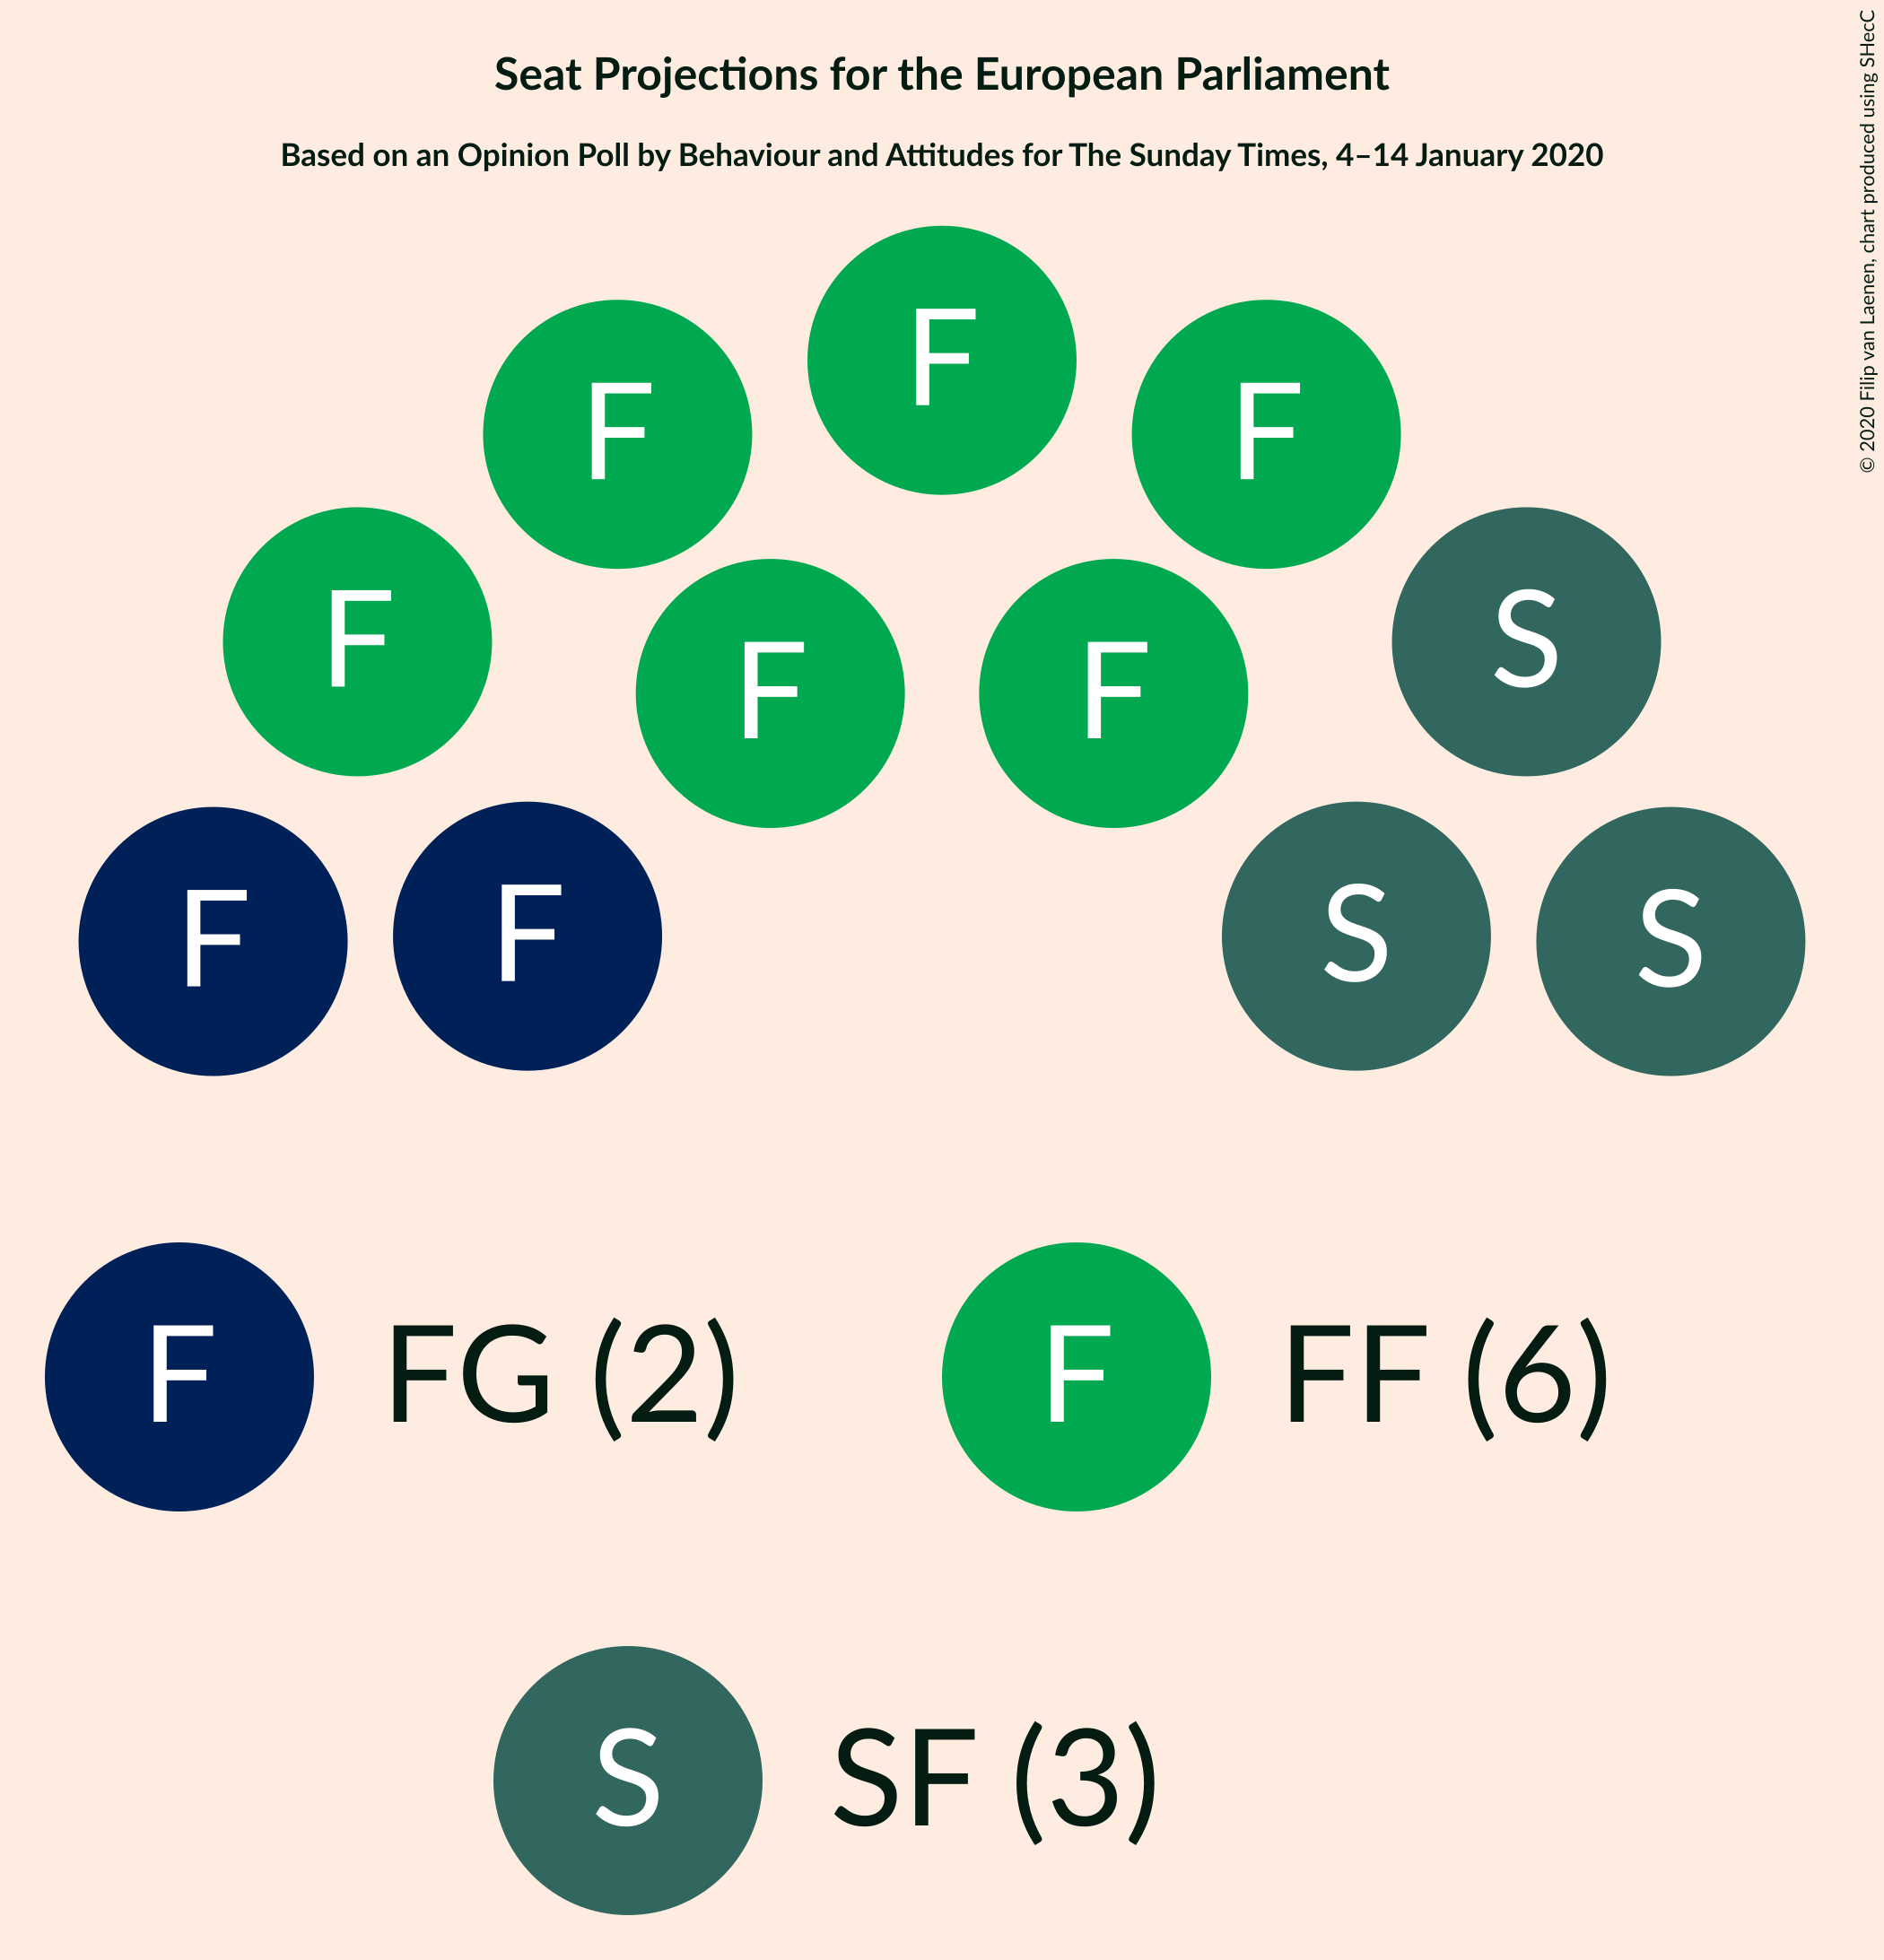 Seat Projections for the European Parliament
Based on an Opinion Poll by Behaviour and Attitudes for The Sunday Times, 4–14 January 2020
© 2020 Filip van Laenen, chart produced using SHecC
F
F
F
F
S
F
F
F
F
S
S
F FG (2)
F FF (6)
S SF (3)